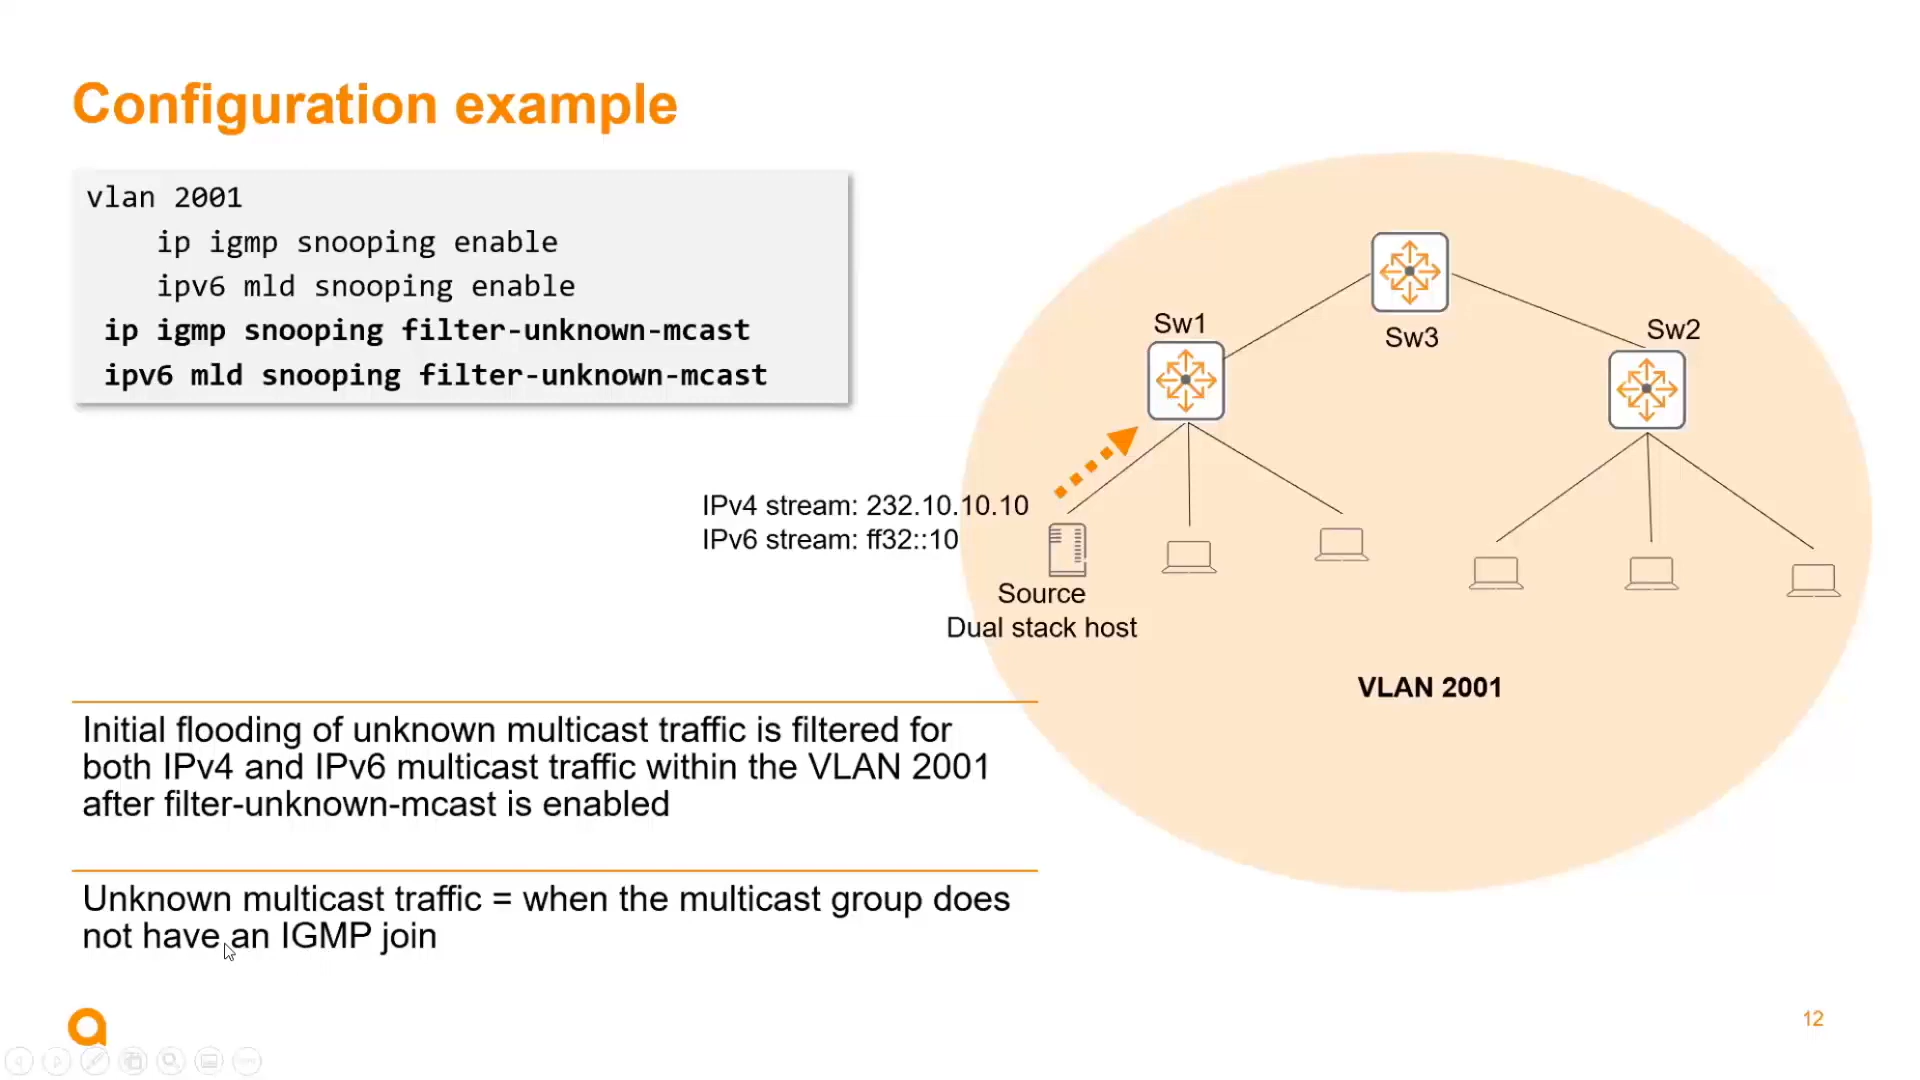 Configuration example
vlan 2001
ip igmp snooping enable
ipv6 mld snooping enable
ip igmp snooping filter-unknown-mcast
ipv6 mld snooping filter-unknown-mcast
Sw1
Sw3
Sw2
IPv4 stream: 232.10.10.10
IPv6 stream: ff32::10
Source
Dual stack host
VLAN 2001
Initial flooding of unknown multicast traffic is filtered for
both IPv4 and IPv6 multicast traffic within the VLAN 2001
after filter-unknown-mcast is enabled
Unknown multicast traffic = when the multicast group does
not have an IGMP join
12